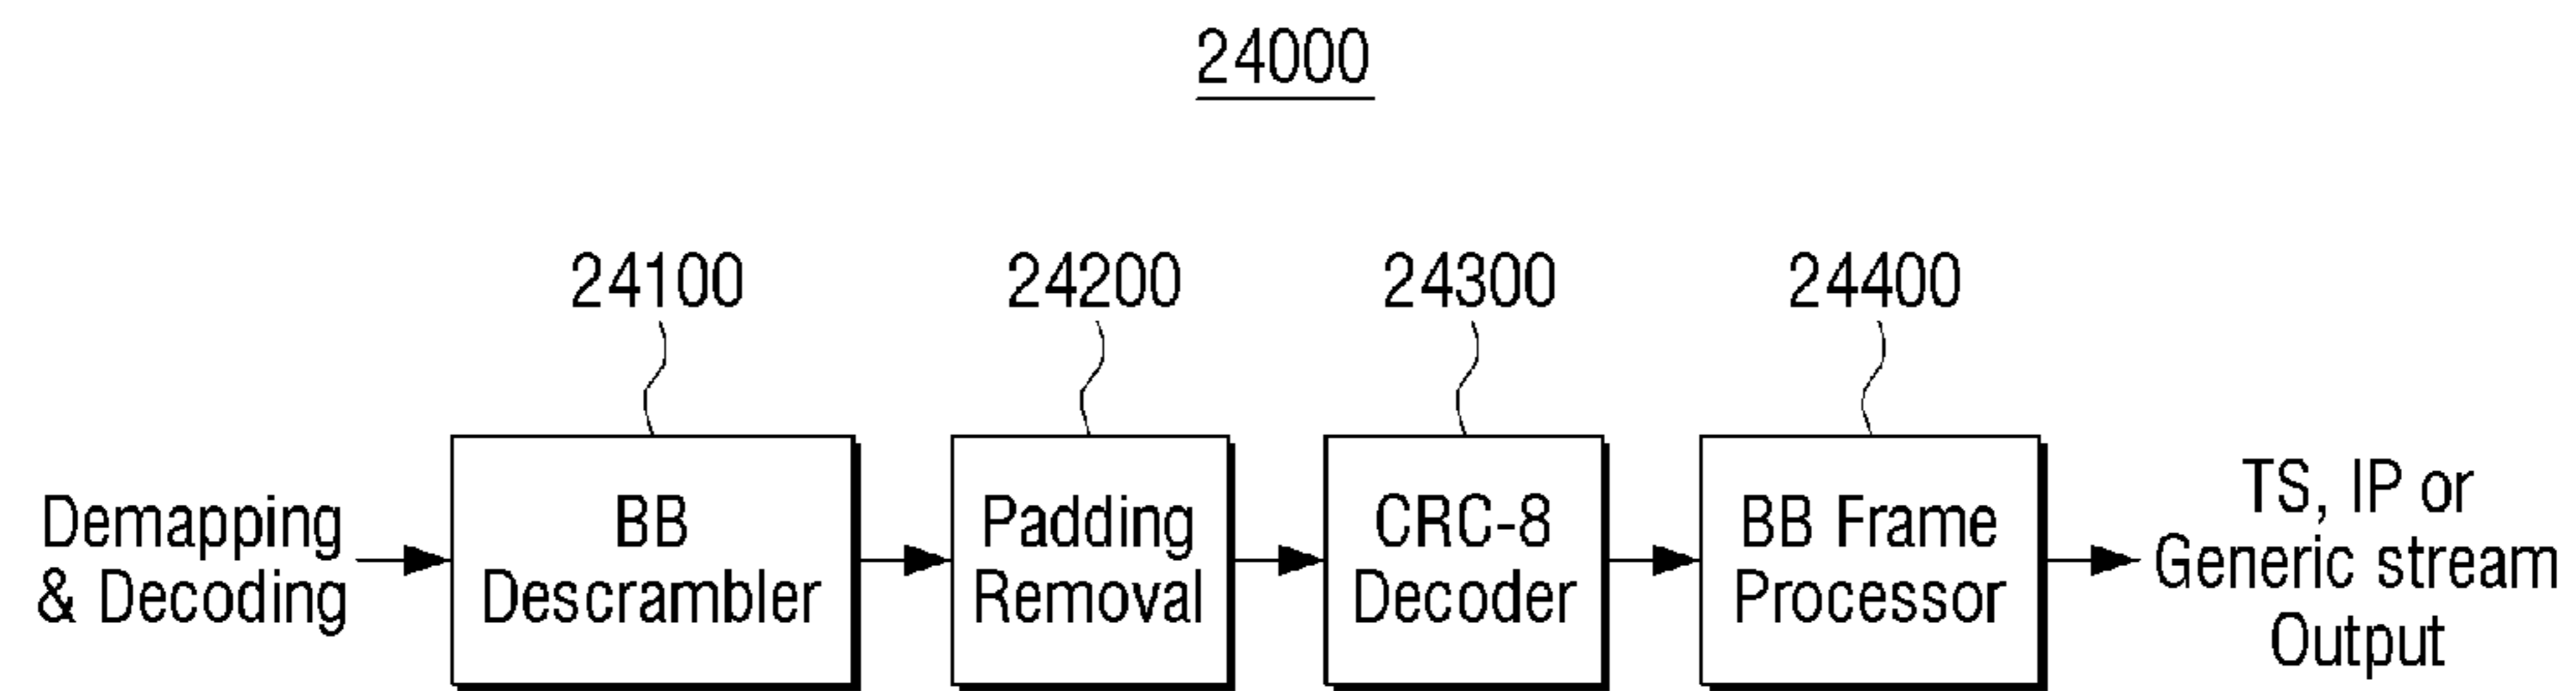 24000
24100
24200
24300
24400
Demapping
& Decoding
BB
Descrambler
Padding
Removal
CRC-8
Decoder
BB Frame
Processor
TS, IP or
Generic stream
Output